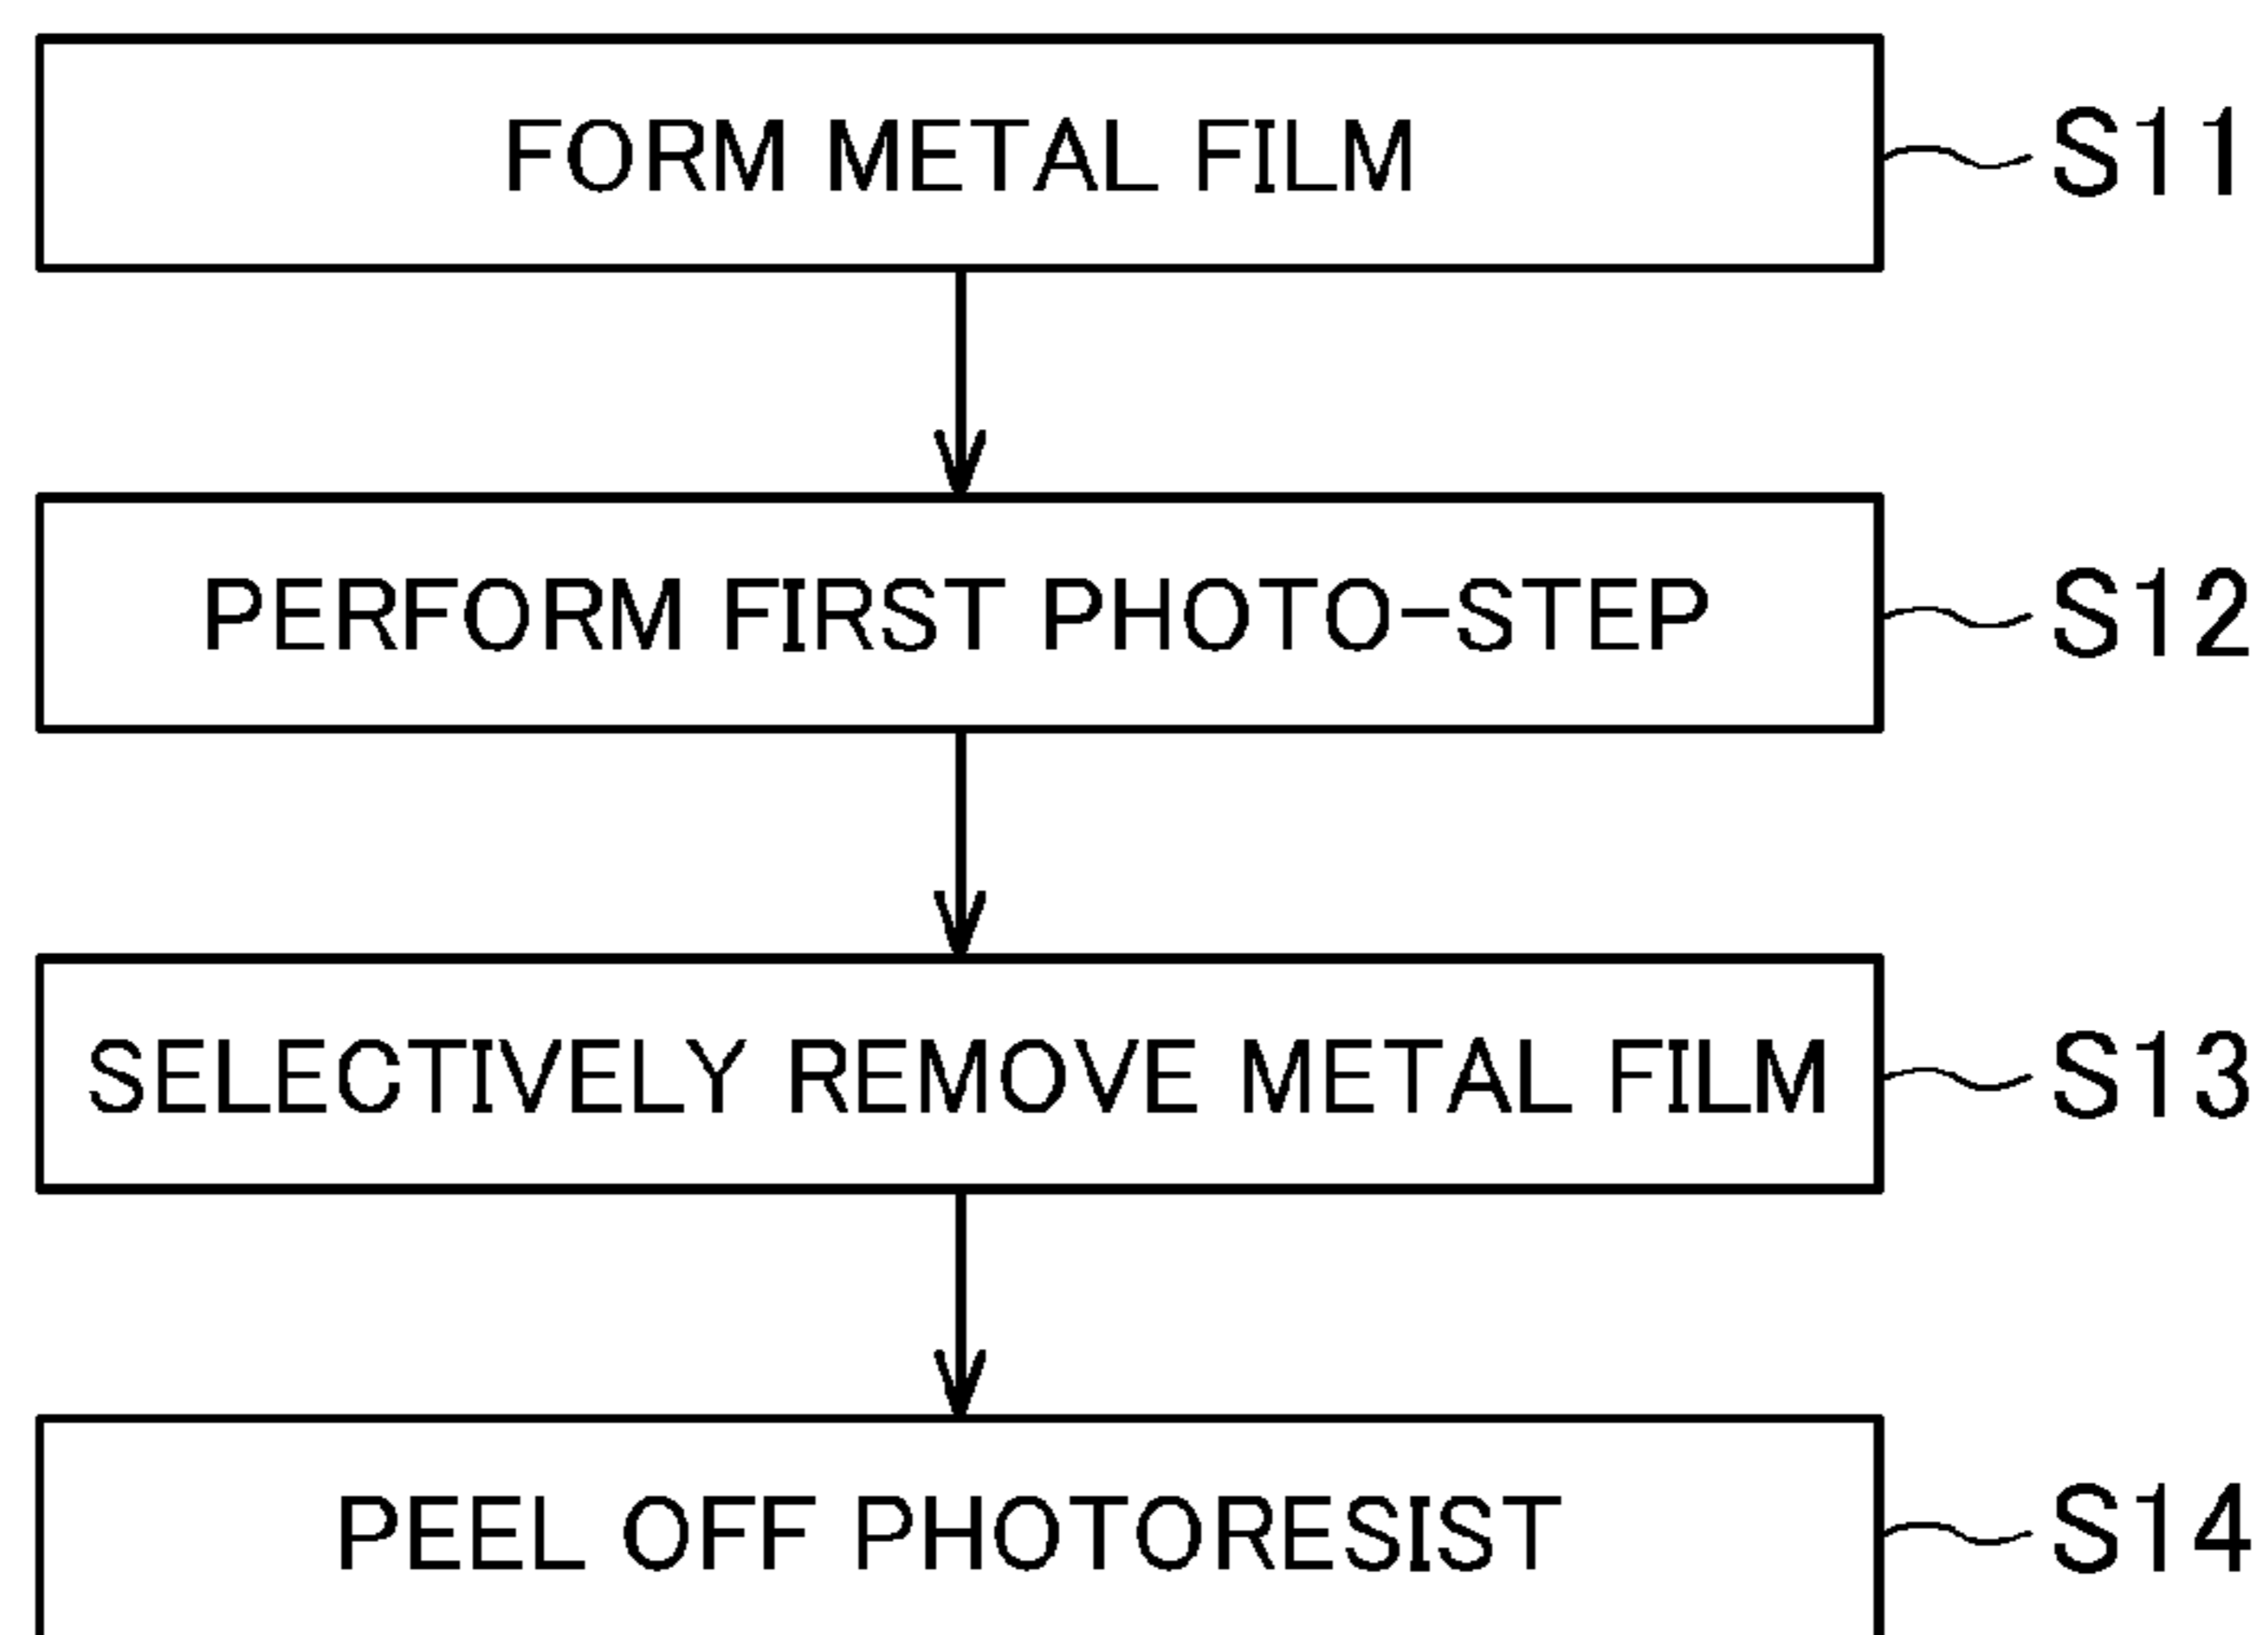 FORM METAL FILM S11
PERFORM FIRST PHOTO-STEP S12
SELECTIVELY REMOVE METAL FILM S13
PEEL OFF PHOTORESIST S14